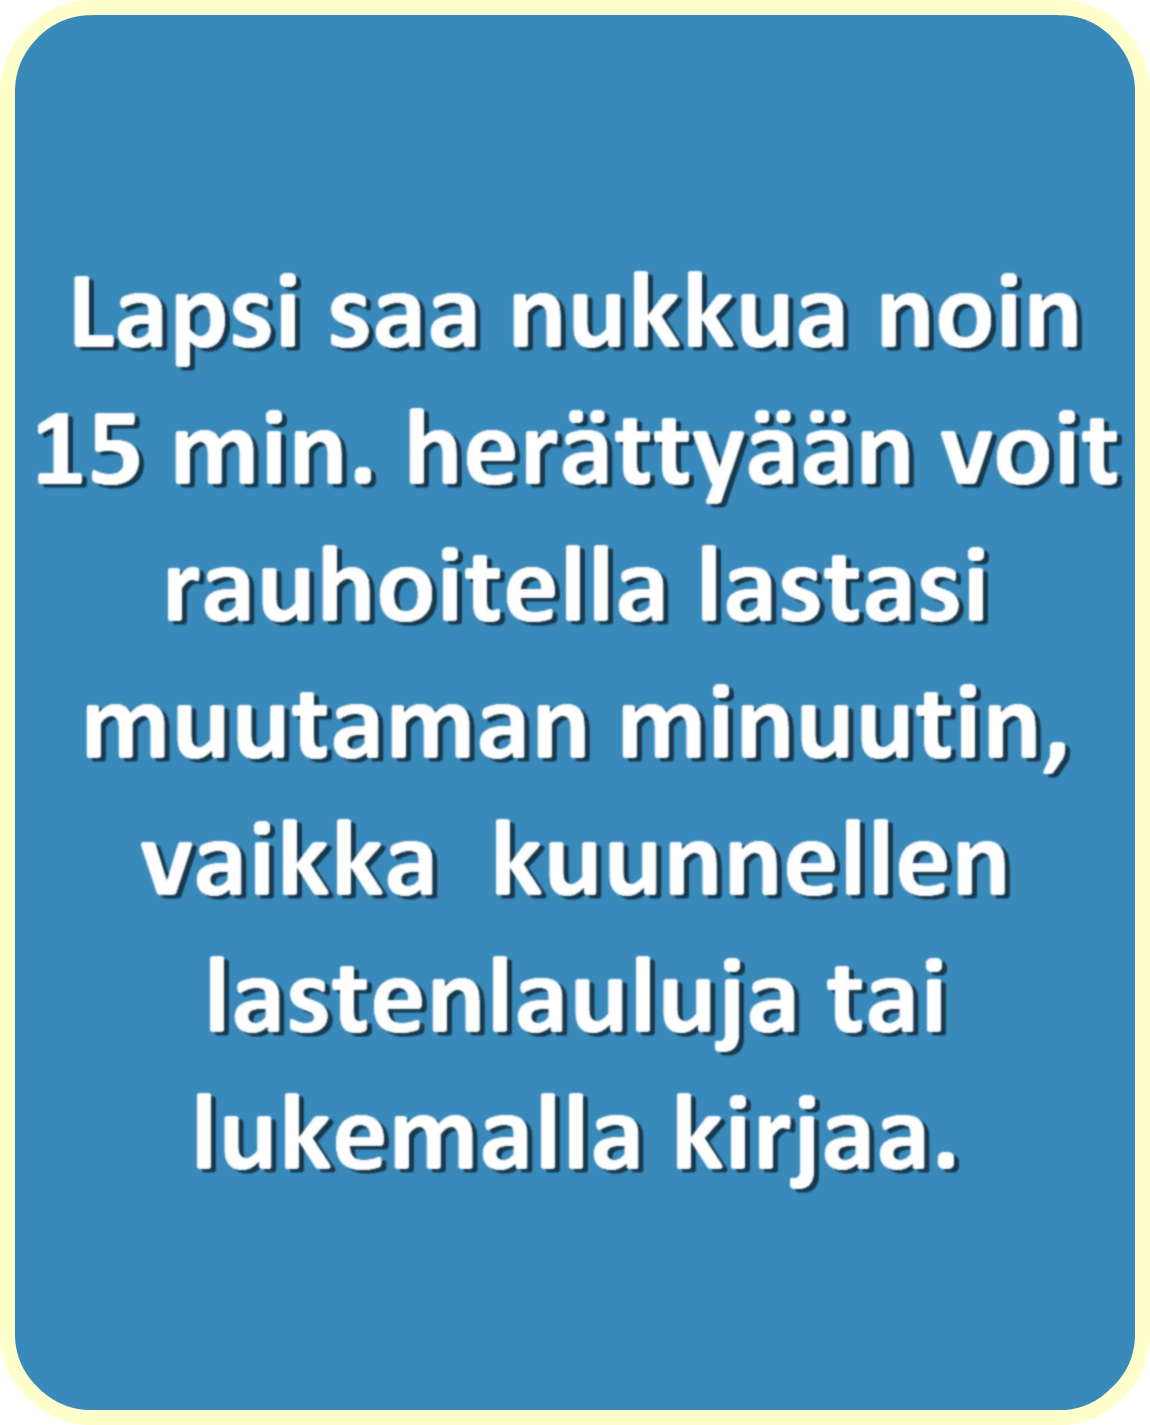 Lapsi saa nukkua noin
15 min. herättyään voit
rauhoitella lastasi
muutaman minuutin,
vaikka  kuunnellen
lastenlauluja tai
lukemalla kirjaa.